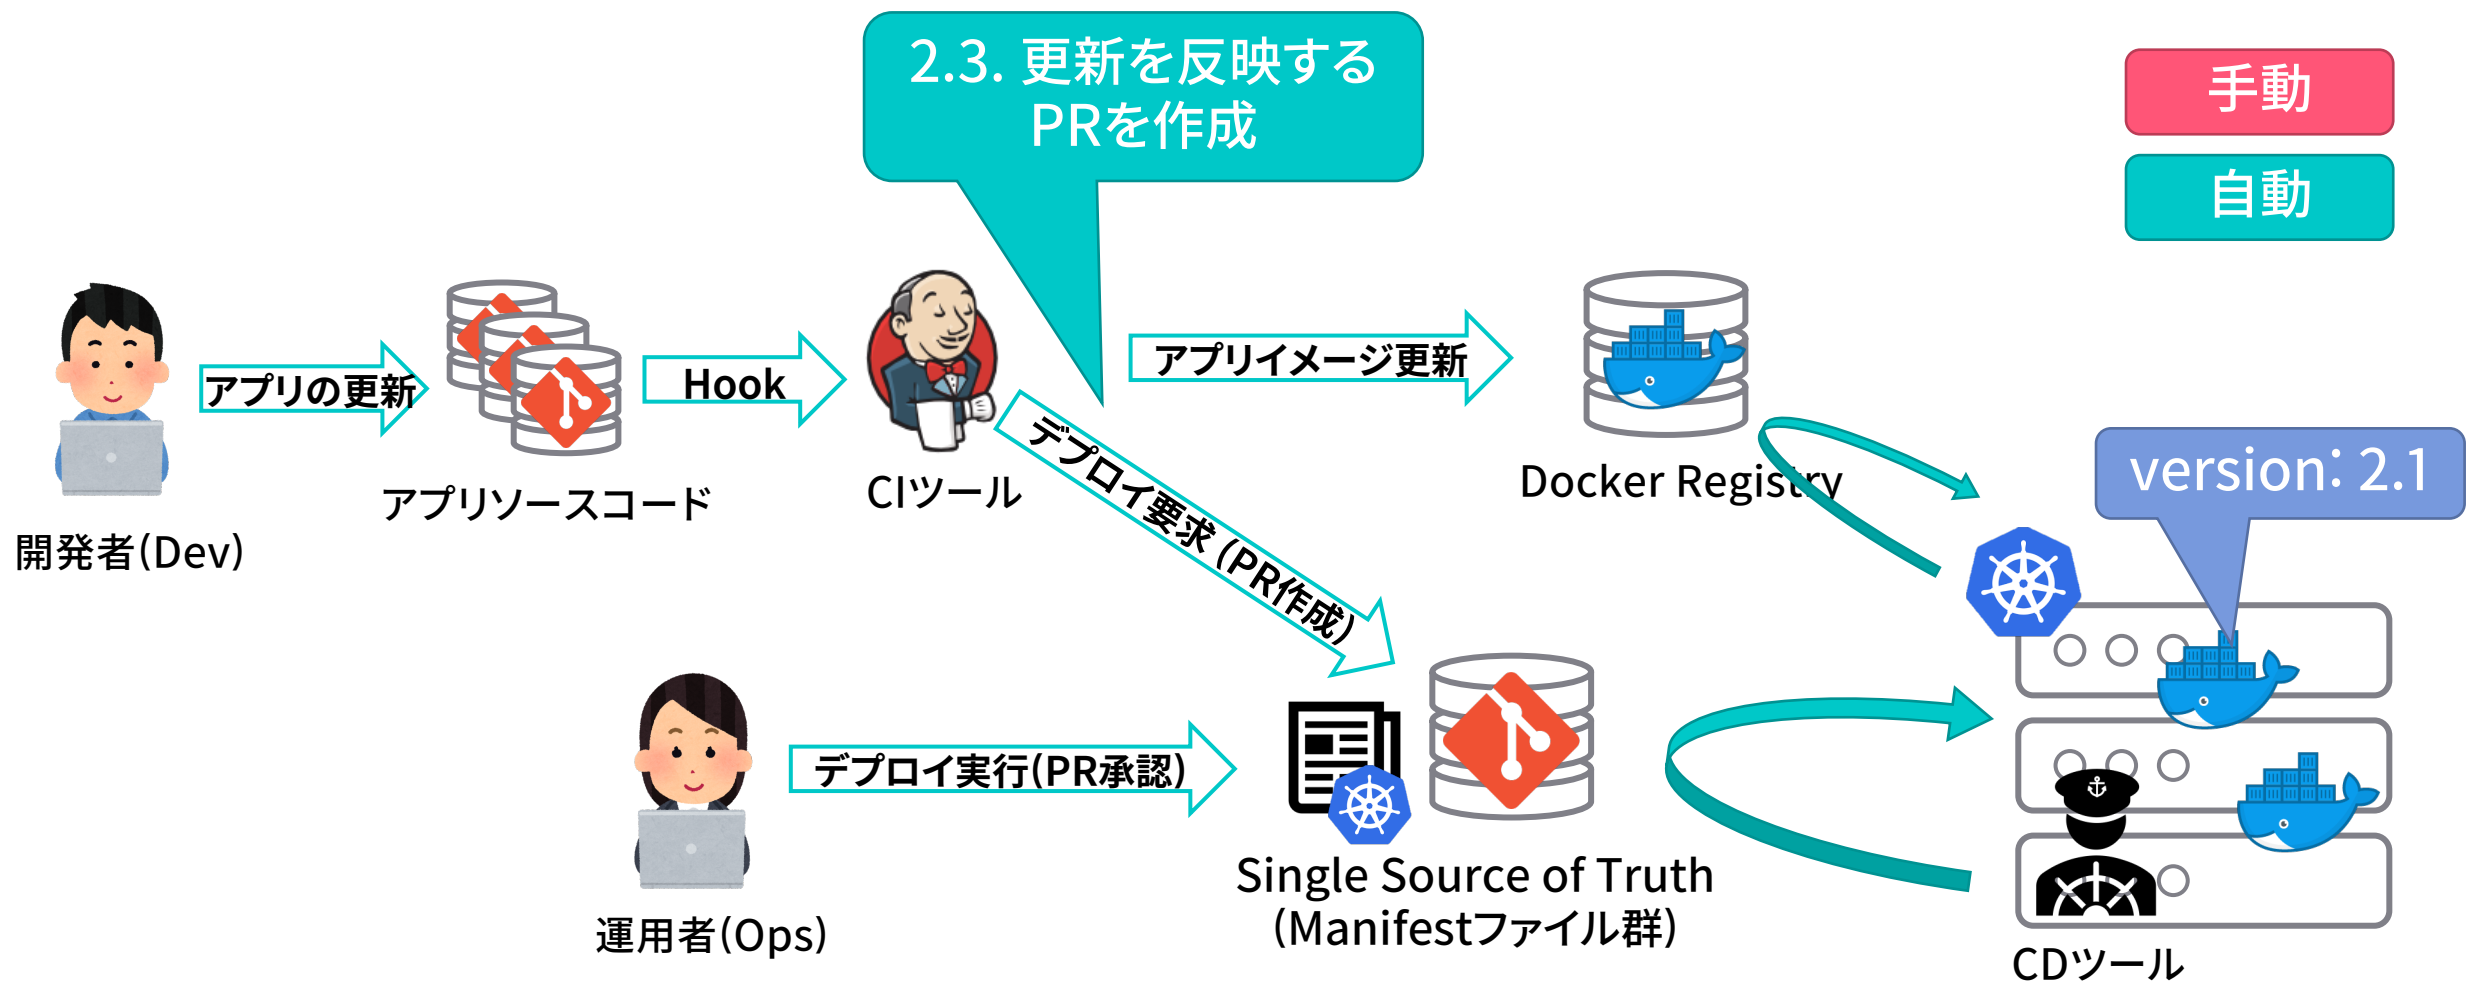 2.3. 更新を反映する
PRを作成
手動
自動
アプリの更新
Hook
アプリイメージ更新
デプロイ要求 (PR作成)
Docker Registry
version: 2.1
CIツール
アプリソースコード
開発者(Dev)
デプロイ実行(PR承認)
Single Source of Truth
(Manifestファイル群)
運用者(Ops)
CDツール